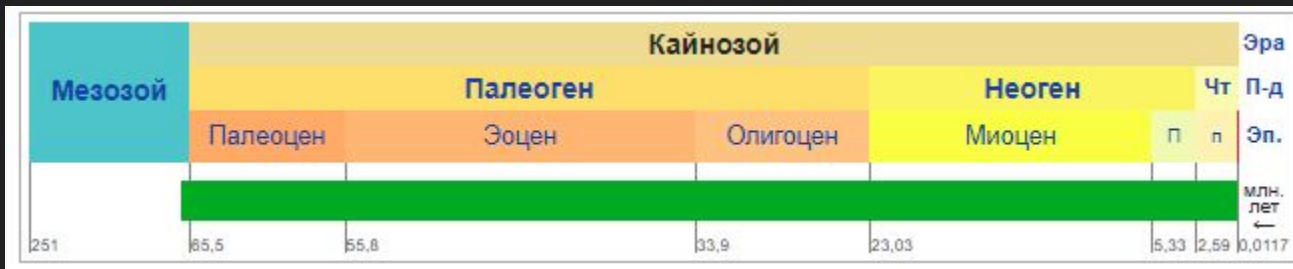 Кайнозой Эра
Мезозой Палеоген Неоген Чт П-д
Палеоцен Эоцен Олигоцен Миоцен П п Эп.
млн.
лет
←
251 65,5 55,8 33,9 23,03 5,33 2,59 0,0117